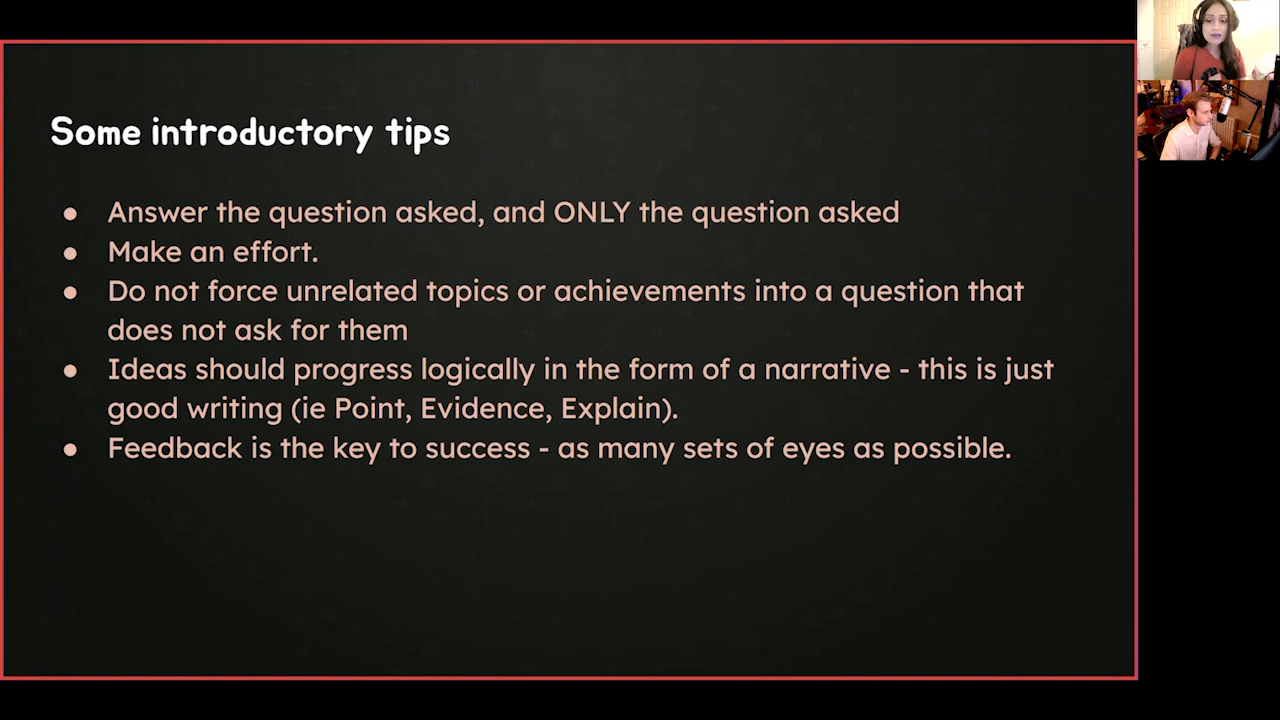 Some introductory tips
● Answer the question asked, and ONLY the question asked
● Make an effort.
● Do not force unrelated topics or achievements into a question that
does not ask for them
● Ideas should progress logically in the form of a narrative - this is just
good writing (ie Point, Evidence, Explain).
● Feedback is the key to success - as many sets of eyes as possible.